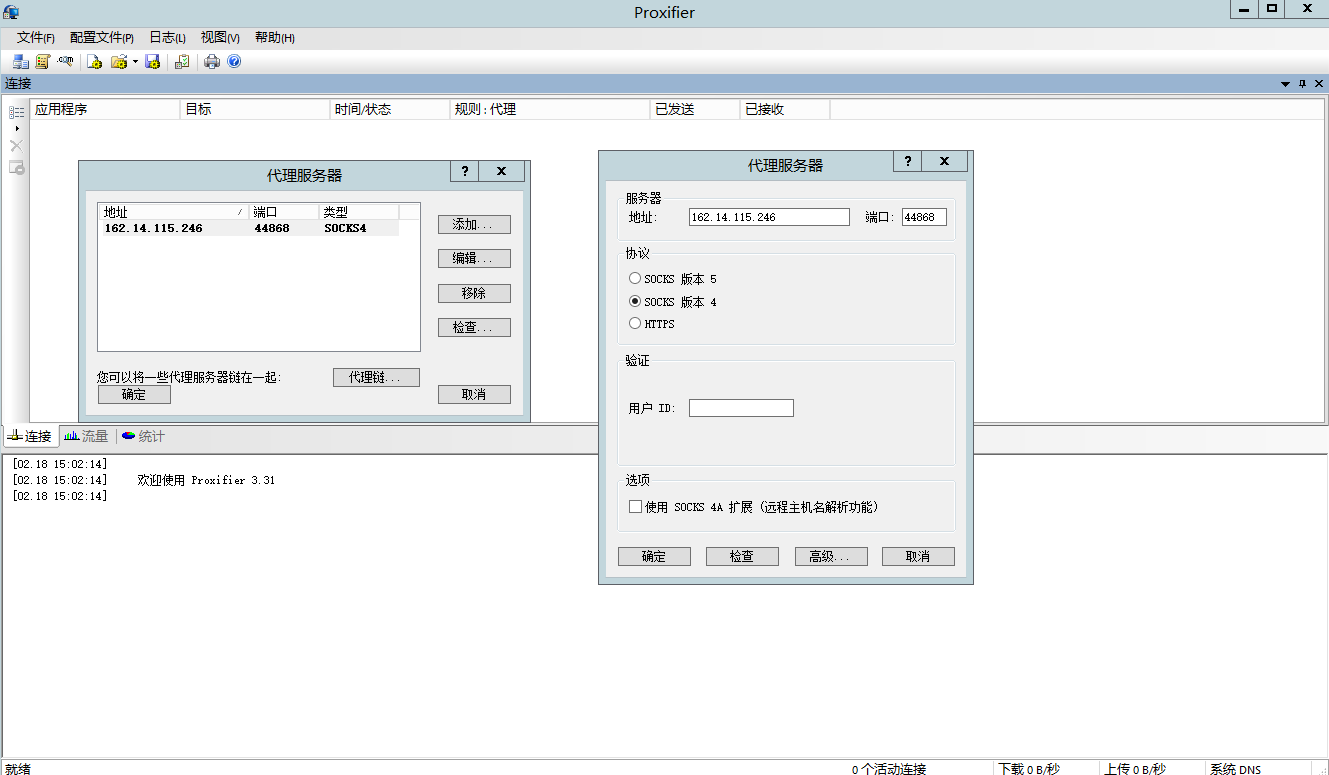 Proxifier
文件(F) 配置文件(P) 日志(L) 视图(V) 帮助(H)
.com
连接
应用程序 目标 时间/状态 规则 : 代理 已发送 已接收
代理服务器
地址 端口 类型
162.14.115.246 44868 SOCKS4
添加...
编辑...
移除
检查...
您可以将一些代理服务器链在一起:
代理链...
确定
取消
代理服务器
服务器
地址: 162.14.115.246 端口: 44868
协议
SOCKS 版本 5
SOCKS 版本 4
HTTPS
验证
用户 ID:
选项
使用 SOCKS 4A 扩展 (远程主机名解析功能)
确定 检查 高级... 取消
连接 流量 统计
[02.18 15:02:14]
[02.18 15:02:14] 欢迎使用 Proxifier 3.31
[02.18 15:02:14]
就绪 0 个活动连接 下载 0 B/秒 上传 0 B/秒 系统 DNS